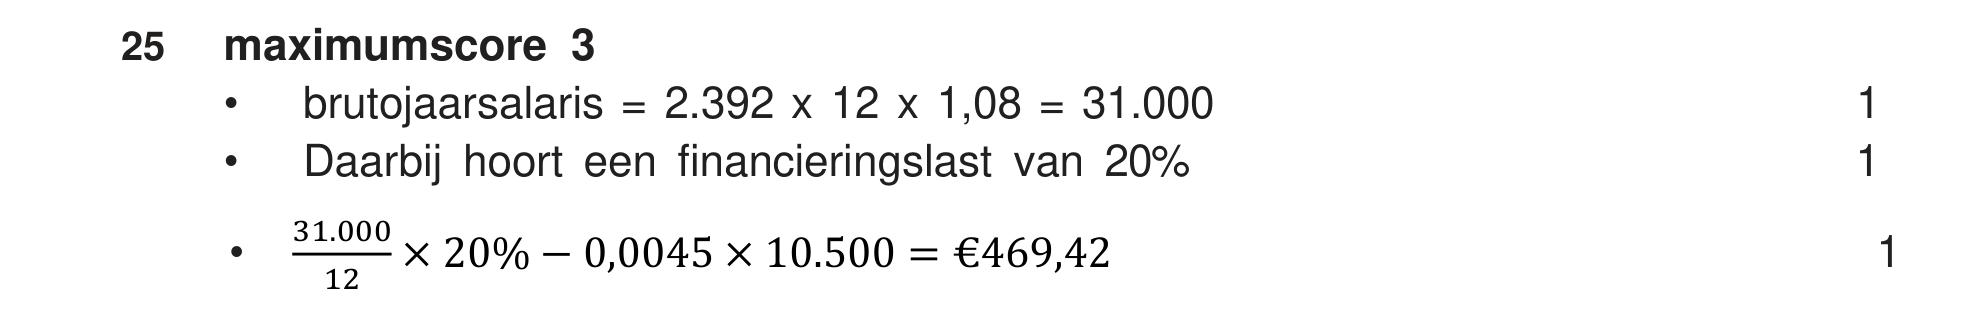 25 maximumscore 3
• brutojaarsalaris = 2.392 x 12 x 1,08 = 31.000 1
• Daarbij hoort een financieringslast van 20% 1
• 31.000/12 × 20% − 0,0045 × 10.500 = €469,42 1